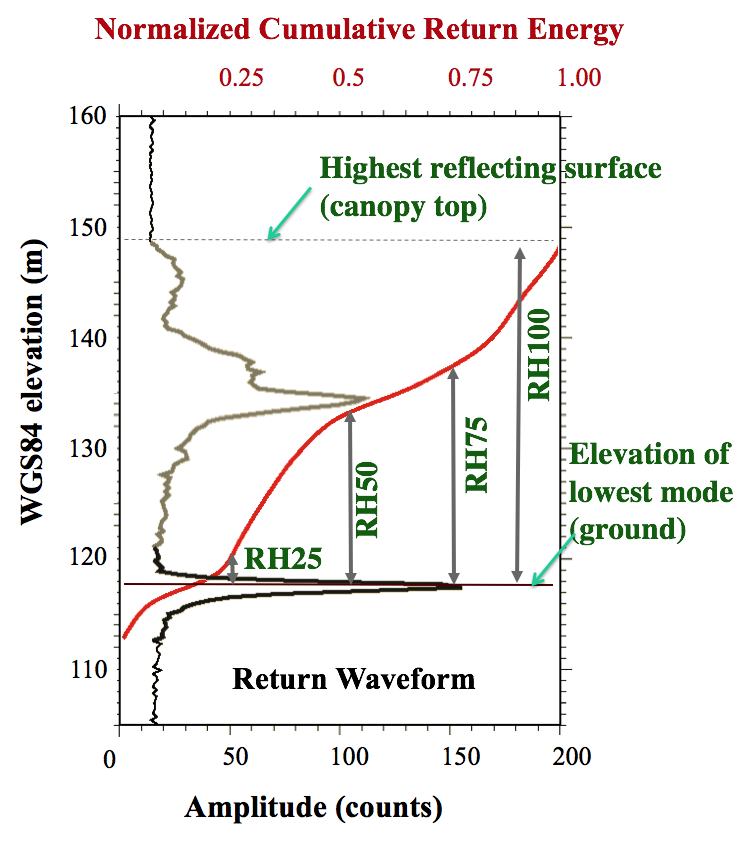 Normalized Cumulative Return Energy
0.25 0.5 0.75 1.00
160
Highest reflecting surface
(canopy top)
150
140
RH100
130
RH75
Elevation of
lowest mode
(ground)
RH50
120
RH25
110
Return Waveform
WGS84 elevation (m)
0 50 100 150 200
Amplitude (counts)